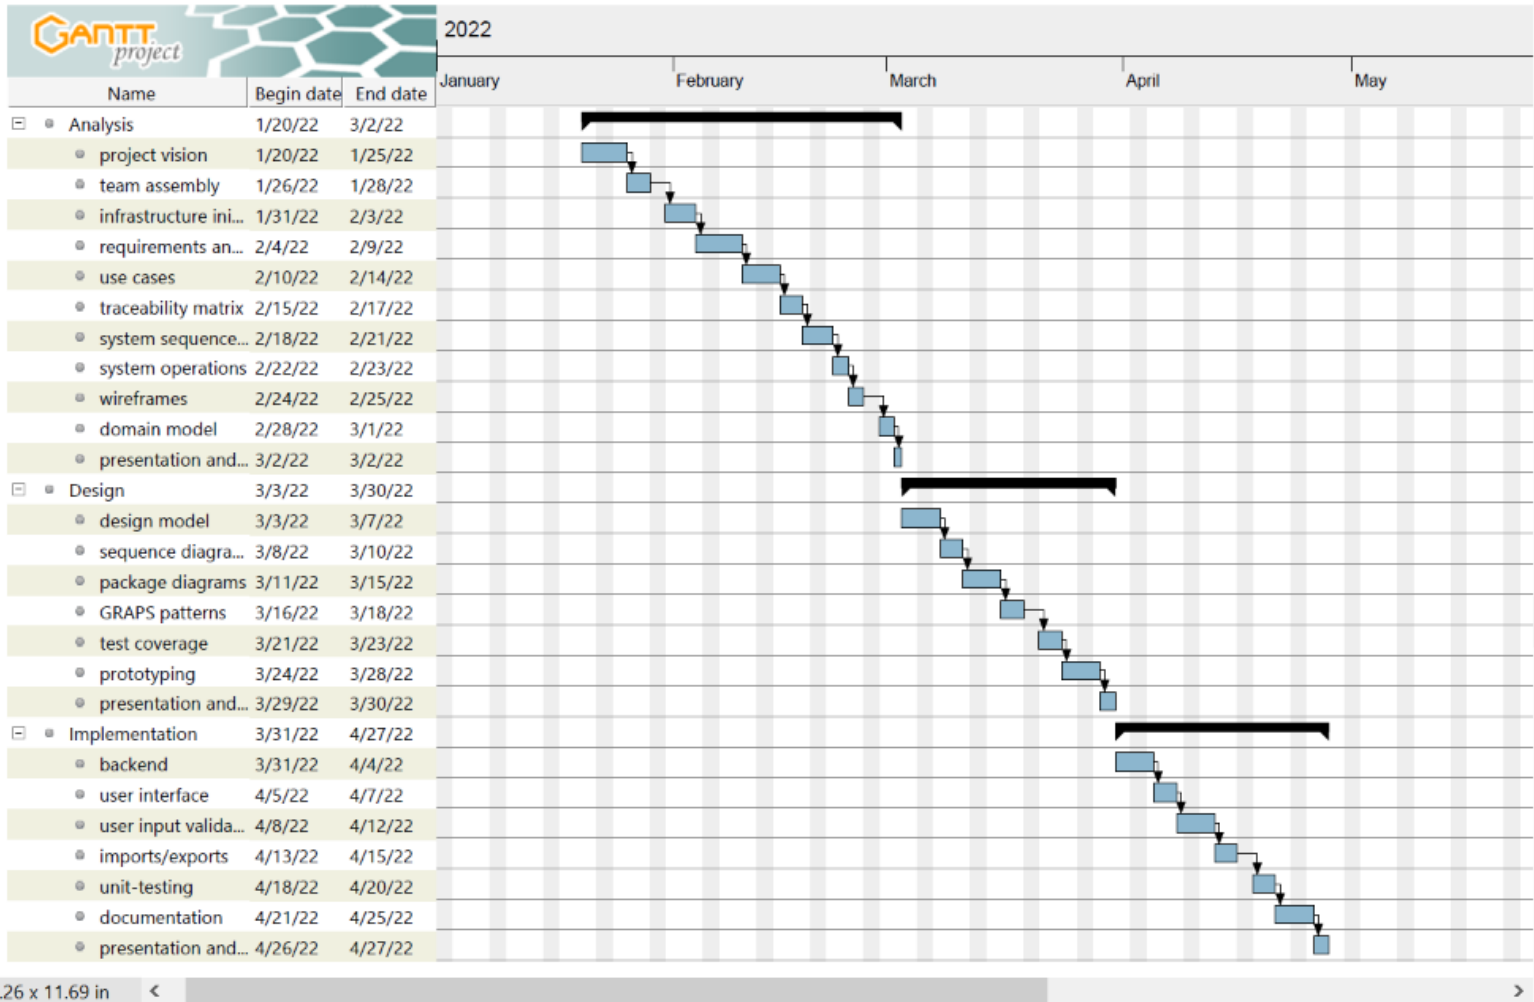 GANTT
project
2022
January February March April May
Name Begin date End date
Analysis 1/20/22 3/2/22
project vision 1/20/22 1/25/22
team assembly 1/26/22 1/28/22
infrastructure ini... 1/31/22 2/3/22
requirements an... 2/4/22 2/9/22
use cases 2/10/22 2/14/22
traceability matrix 2/15/22 2/17/22
system sequence... 2/18/22 2/21/22
system operations 2/22/22 2/23/22
wireframes 2/24/22 2/25/22
domain model 2/28/22 3/1/22
presentation and... 3/2/22 3/2/22
Design 3/3/22 3/30/22
design model 3/3/22 3/7/22
sequence diagra... 3/8/22 3/10/22
package diagrams 3/11/22 3/15/22
GRAPS patterns 3/16/22 3/18/22
test coverage 3/21/22 3/23/22
prototyping 3/24/22 3/28/22
presentation and... 3/29/22 3/30/22
Implementation 3/31/22 4/27/22
backend 3/31/22 4/4/22
user interface 4/5/22 4/7/22
user input valida... 4/8/22 4/12/22
imports/exports 4/13/22 4/15/22
unit-testing 4/18/22 4/20/22
documentation 4/21/22 4/25/22
presentation and... 4/26/22 4/27/22
.26 x 11.69 in